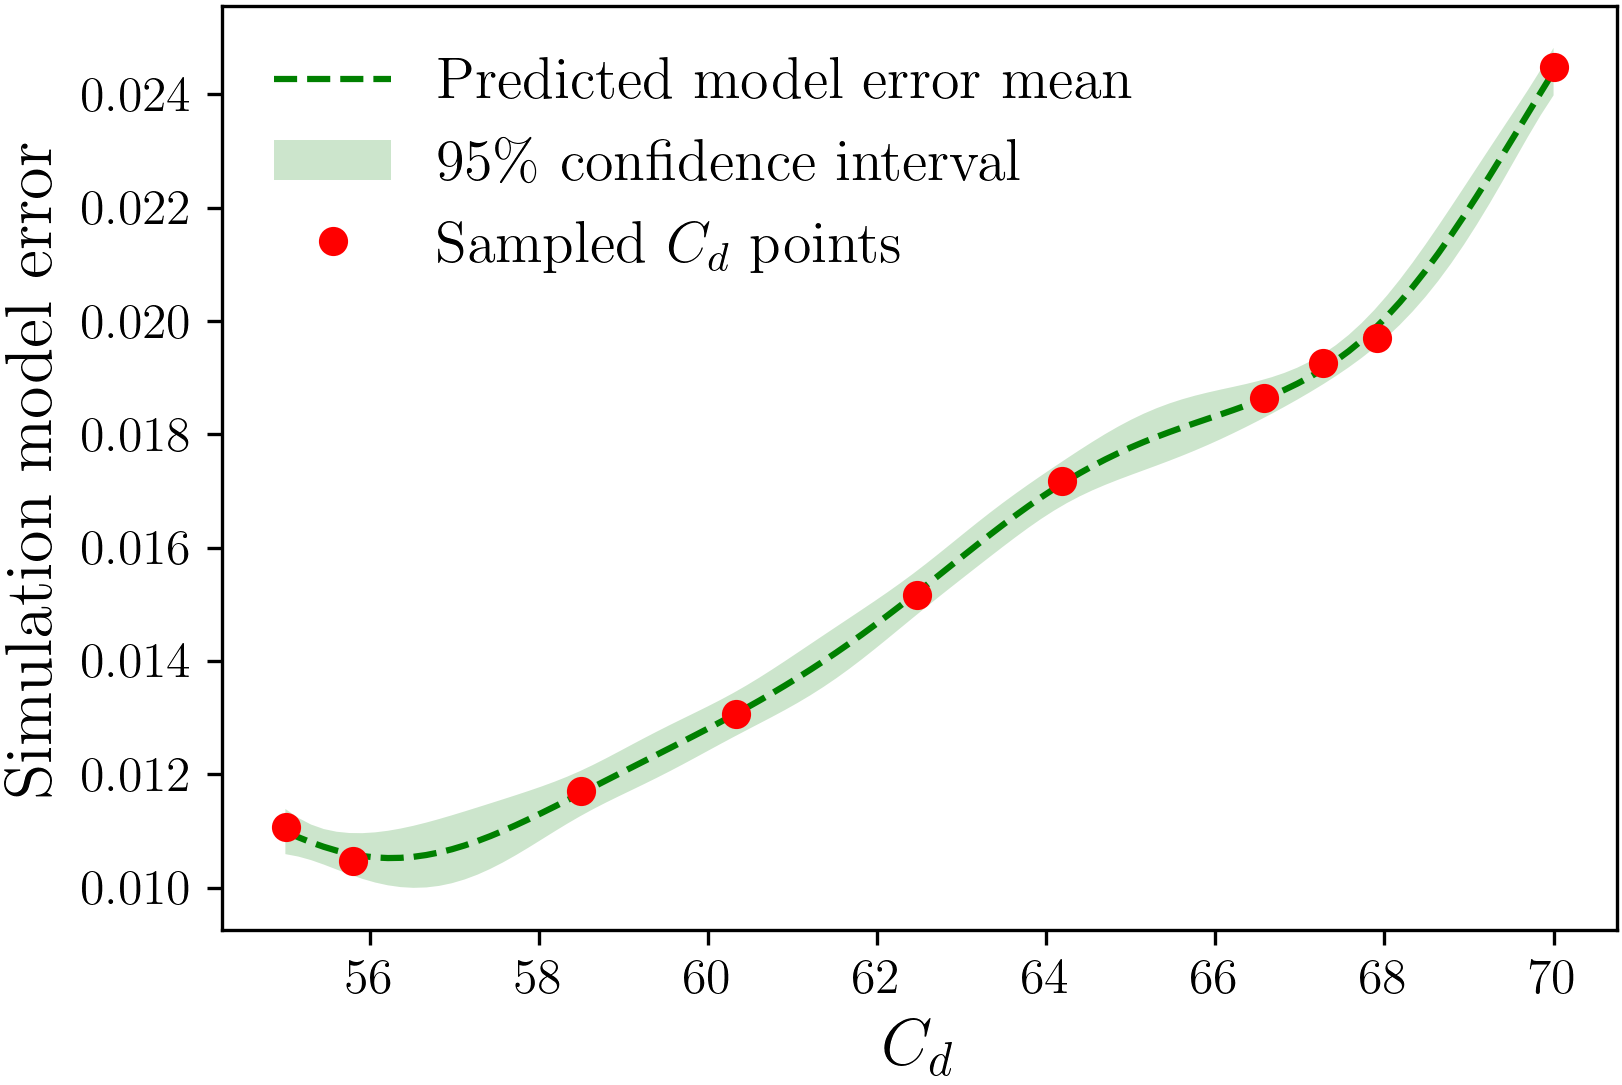 Predicted model error mean
95% confidence interval
Sampled C_d points
Simulation model error
0.024
0.022
0.020
0.018
0.016
0.014
0.012
0.010
56 58 60 62 64 66 68 70
C_d